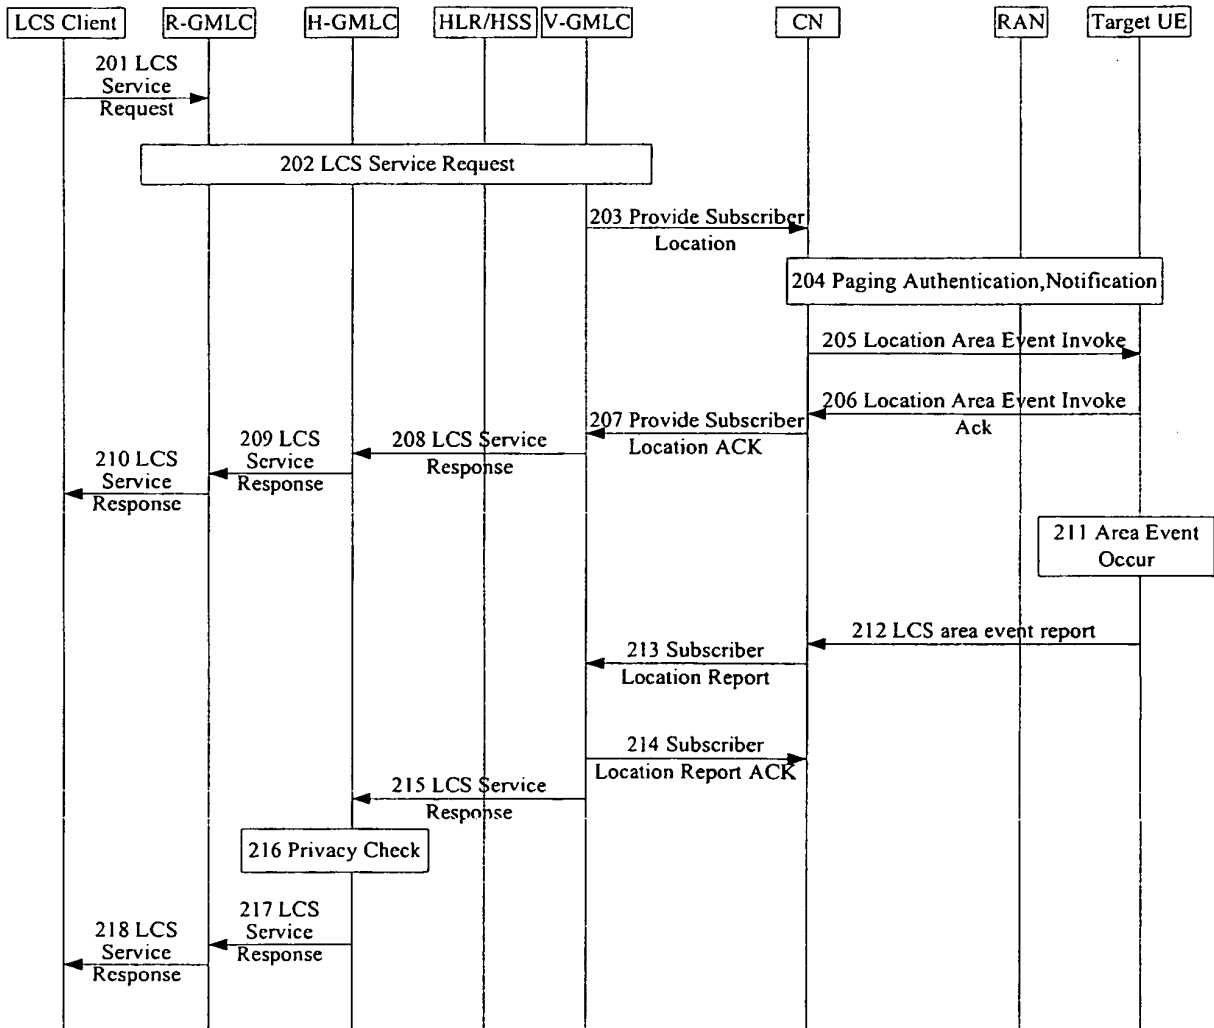 LCS Client R-GMLC H-GMLC HLR/HSS V-GMLC CN RAN Target UE
201 LCS
Service
Request
202 LCS Service Request
203 Provide Subscriber
Location
204 Paging Authentication,Notification
205 Location Area Event Invoke
206 Location Area Event Invoke
Ack
207 Provide Subscriber
Location ACK
208 LCS Service
Response
209 LCS
Service
Response
210 LCS
Service
Response
211 Area Event
Occur
212 LCS area event report
213 Subscriber
Location Report
214 Subscriber
Location Report ACK
215 LCS Service
Response
216 Privacy Check
217 LCS
Service
Response
218 LCS
Service
Response